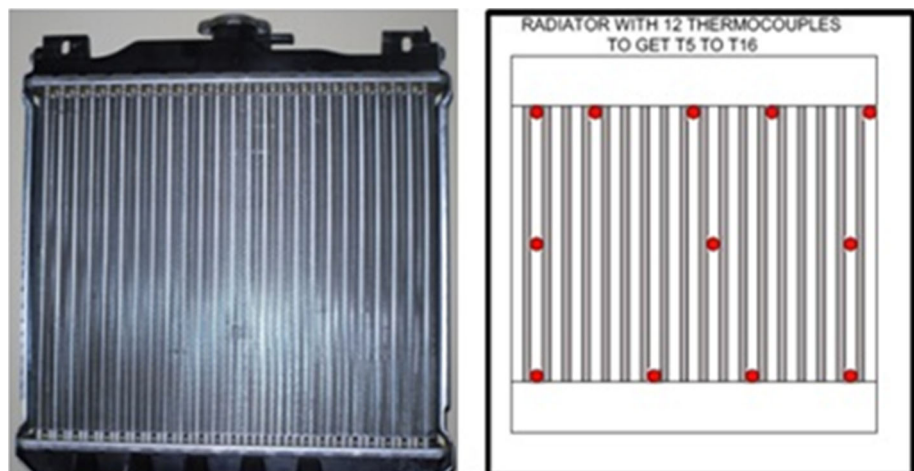 RADIATOR WITH 12 THERMOCOUPLES
TO GET T5 TO T16